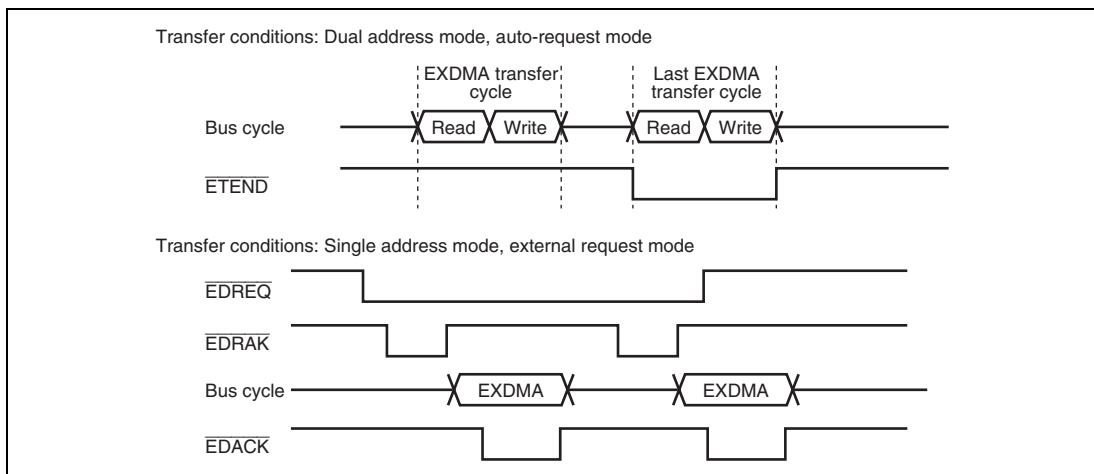 Transfer conditions: Dual address mode, auto-request mode
EXDMA transfer
cycle
Last EXDMA
transfer cycle
Bus cycle
Read
Write
Read
Write
ETEND
Transfer conditions: Single address mode, external request mode
EDREQ
EDRAK
Bus cycle
EXDMA
EXDMA
EDACK